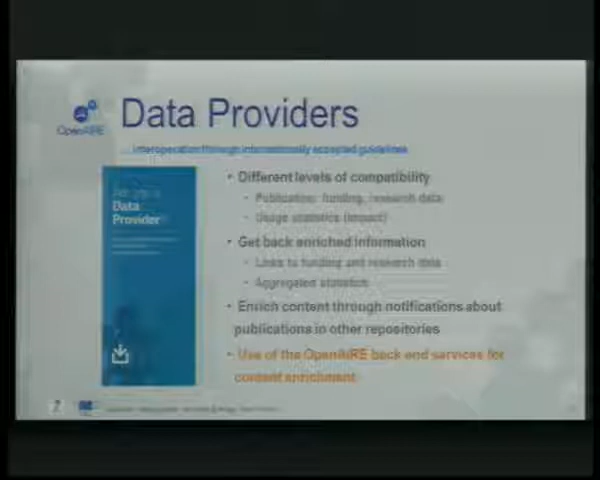 OpenAIRE
Data Providers
... interoperation through internationally accepted guidelines
Are you a
Data
Provider?
• Different levels of compatibility
• Publication, funding, research data
• Usage statistics (impact)
• Get back enriched information
• Links to funding and research data
• Aggregated statistics
• Enrich content through notifications about
publications in other repositories
• Use of the OpenAIRE back end services for
content enrichment
7